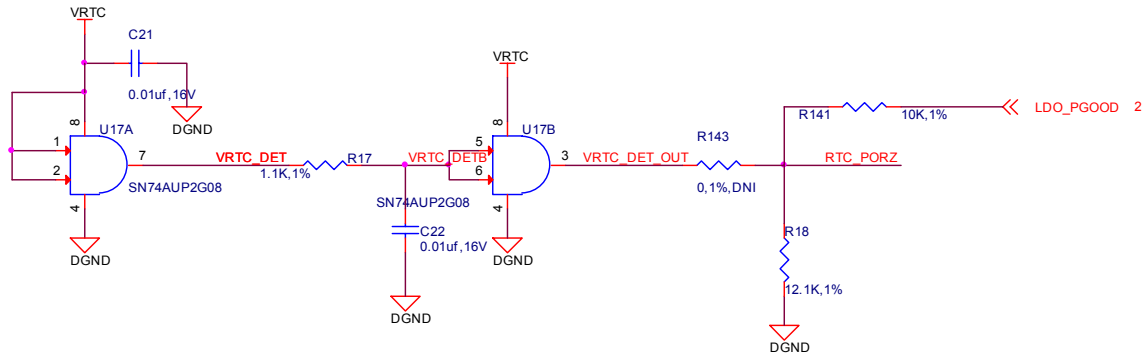 VRTC
C21
0.01uf,16V
DGND
8
U17A
1
2
7
4
SN74AUP2G08
DGND
VRTC_DET
R17
1.1K,1%
VRTC_DETB
SN74AUP2G08
C22
0.01uf,16V
DGND
VRTC
8
U17B
5
6
3
4
DGND
VRTC_DET_OUT
R143
0,1%,DNI
R141
10K,1%
LDO_PGOOD 2
RTC_PORZ
R18
12.1K,1%
DGND